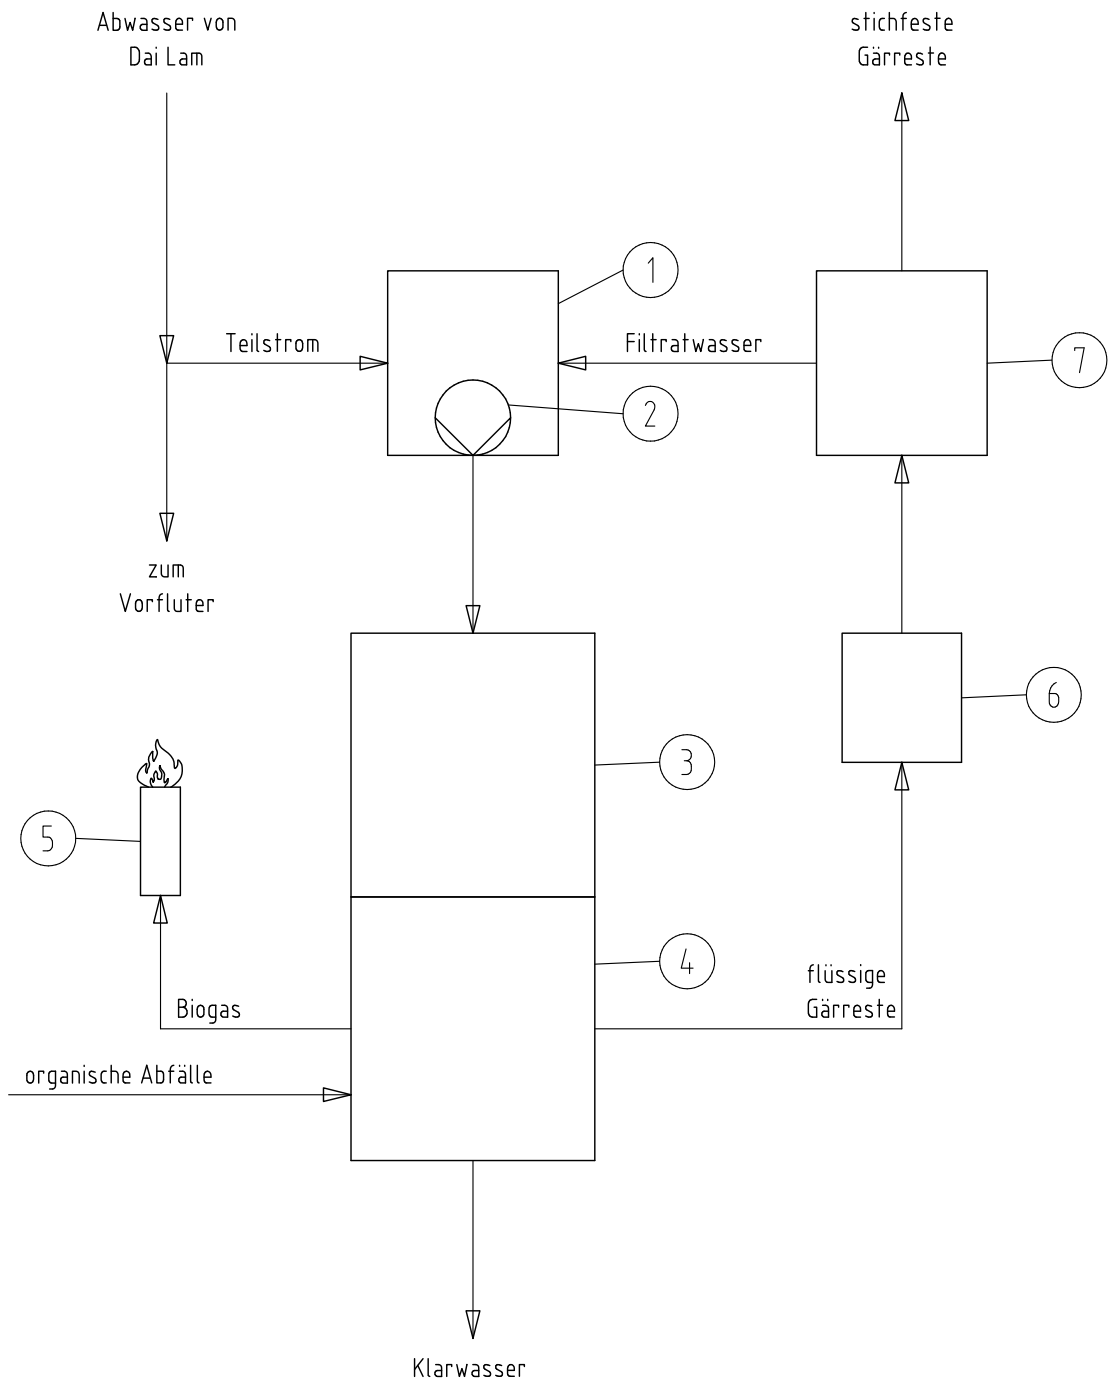 Abwasser von
Dai Lam
stichfeste
Gärreste
1
Teilstrom
Filtratwasser
7
2
zum
Vorfluter
6
3
5
4
flüssige
Gärreste
Biogas
organische Abfälle
Klarwasser